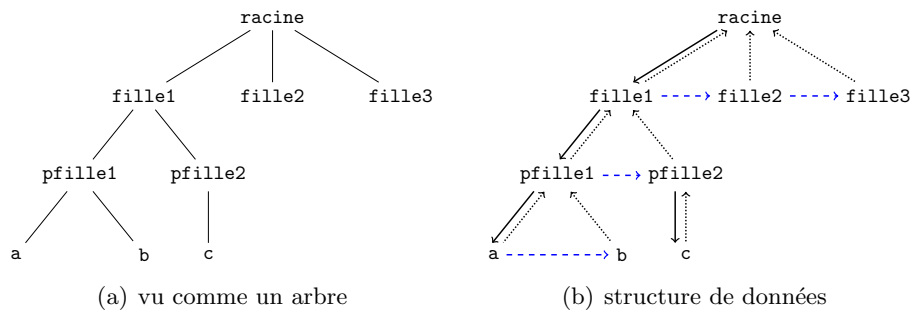 racine
fille1 fille2 fille3
pfille1 pfille2
a b c
(a) vu comme un arbre
racine
fille1 fille2 fille3
pfille1 pfille2
a b c
(b) structure de données